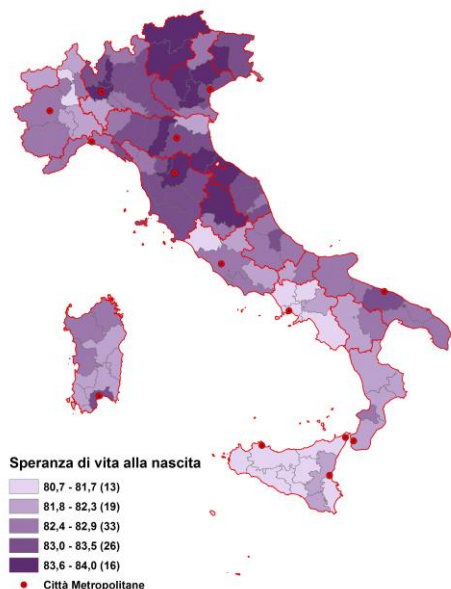 Speranza di vita alla nascita
80,7 - 81,7 (13)
81,8 - 82,3 (19)
82,4 - 82,9 (33)
83,0 - 83,5 (26)
83,6 - 84,0 (16)
Città Metropolitane